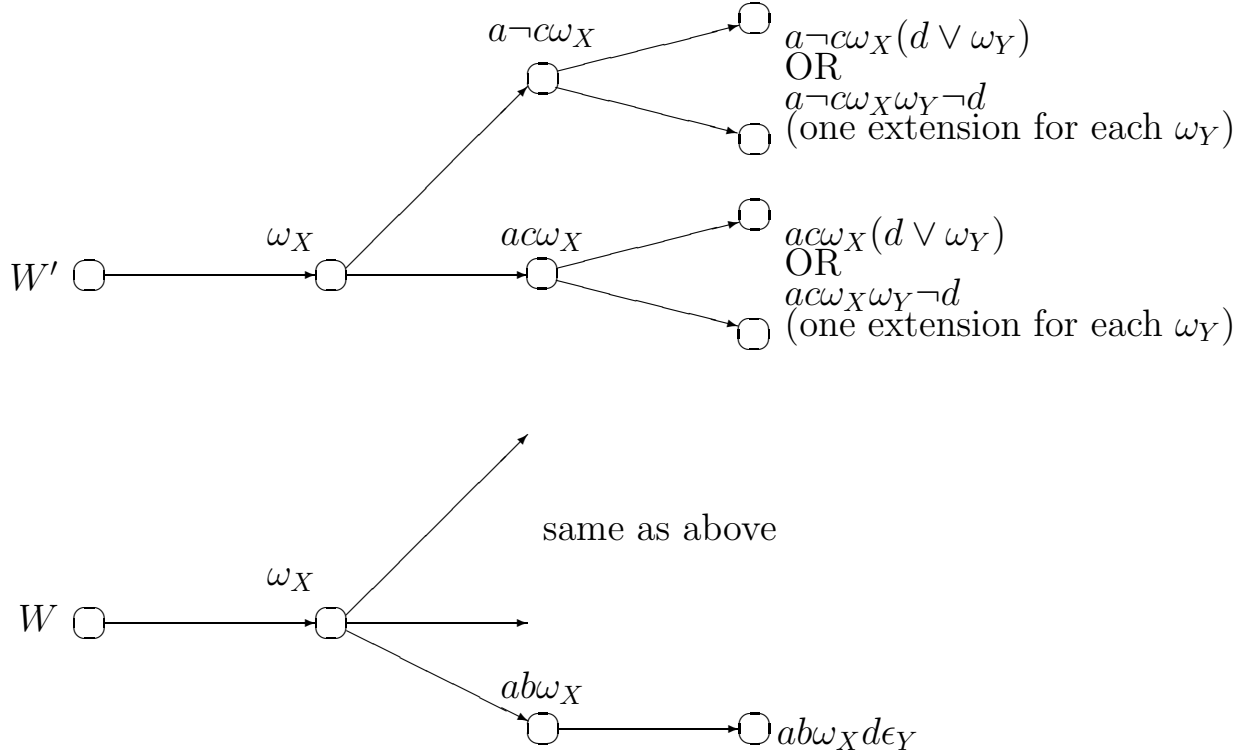 a¬cω_X
a¬cω_X(d ∨ ω_Y)
OR
a¬cω_Xω_Y¬d
(one extension for each ω_Y)
ω_X
acω_X
W′
acω_X(d ∨ ω_Y)
OR
acω_Xω_Y¬d
(one extension for each ω_Y)
same as above
ω_X
W
abω_X
abω_Xdϵ_Y